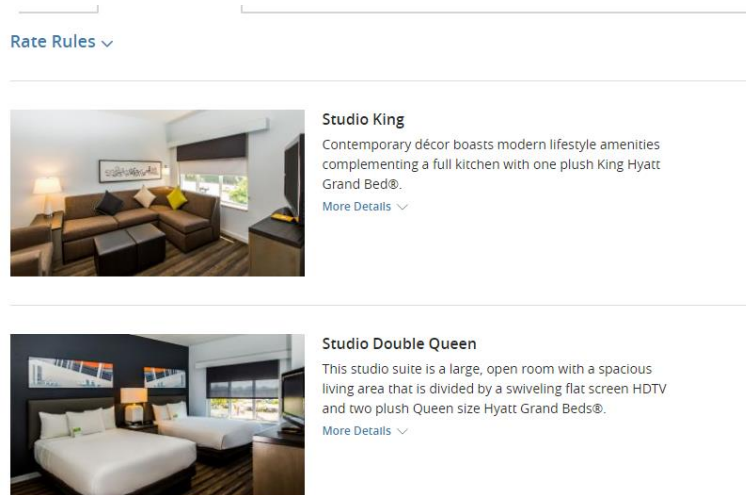 Rate Rules
Studio King
Contemporary décor boasts modern lifestyle amenities
complementing a full kitchen with one plush King Hyatt
Grand Bed®.
More Details
Studio Double Queen
This studio suite is a large, open room with a spacious
living area that is divided by a swiveling flat screen HDTV
and two plush Queen size Hyatt Grand Beds®.
More Details